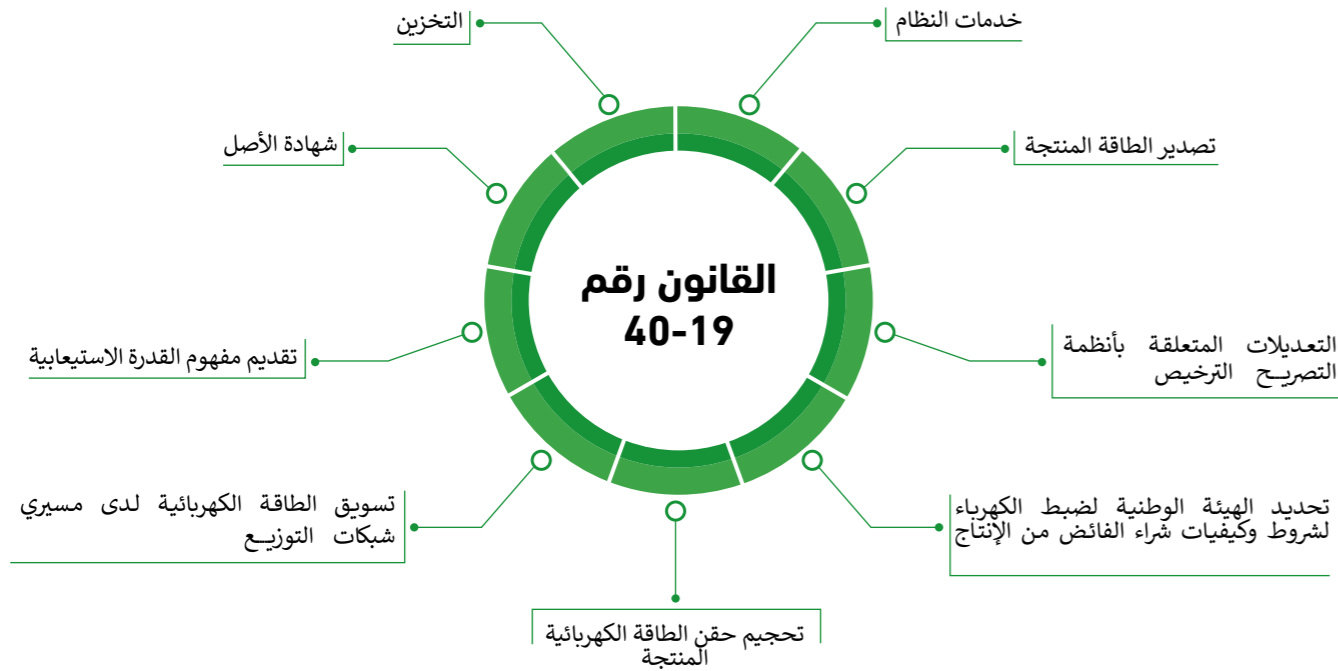 خدمات النظام
التخزين
تصدير الطاقة المنتجة
شهادة الأصل
القانون رقم
40-19
التعديلات المتعلقة بأنظمة
التصريح الترخيص
تقديم مفهوم القدرة الاستيعابية
تحديد الهيئة الوطنية لضبط الكهرباء
لشروط وكيفيات شراء الفائض من الإنتاج
تسويق الطاقة الكهربائية لدى مسيري
شبكات التوزيع
تحجيم حقن الطاقة الكهربائية
المنتجة